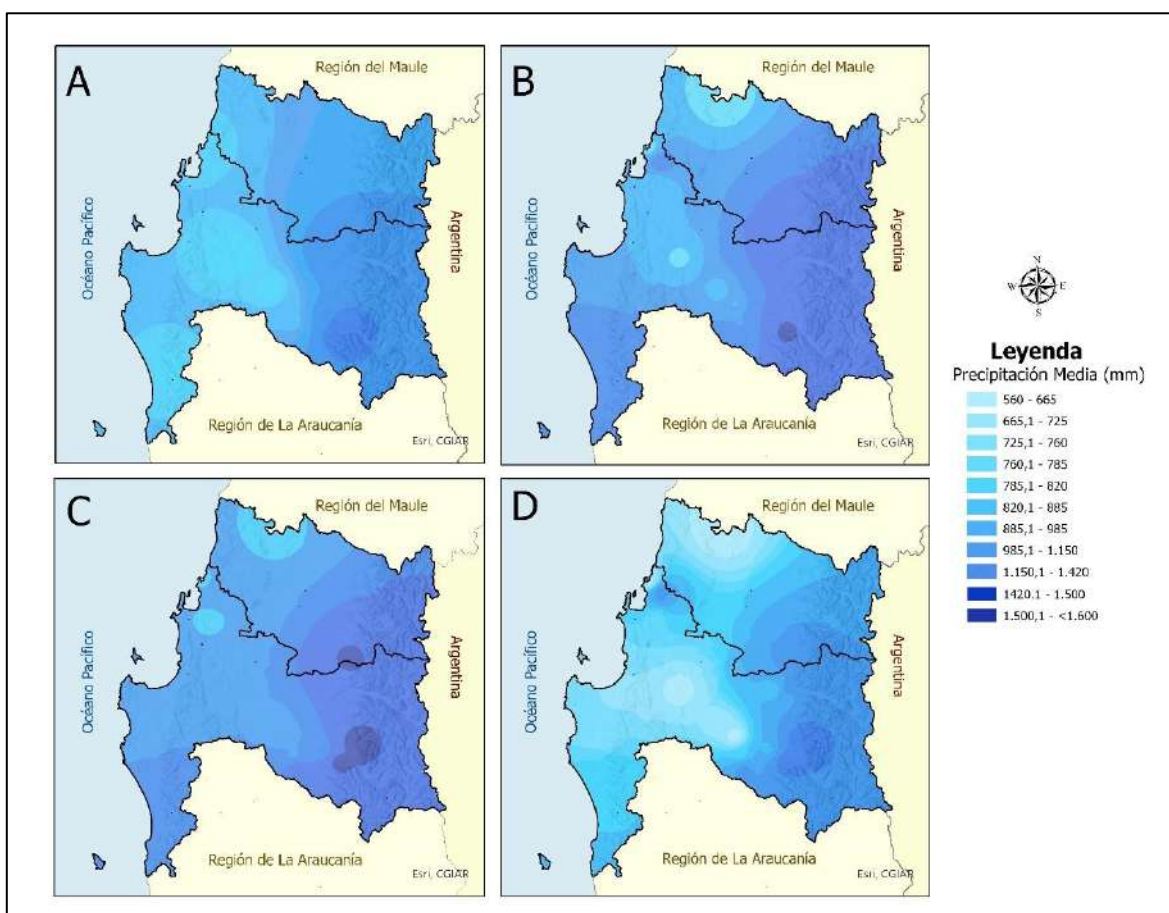 A
Región del Maule
Océano Pacífico
Argentina
Región de La Araucanía
Esri, CGIAR
B
Región del Maule
Océano Pacífico
Argentina
Región de La Araucanía
Esri, CGIAR
C
Región del Maule
Océano Pacífico
Argentina
Región de La Araucanía
Esri, CGIAR
D
Región del Maule
Océano Pacífico
Argentina
Región de La Araucanía
Esri, CGIAR
N
W E
S
Leyenda
Precipitación Media (mm)
560 - 665
665,1 - 725
725,1 - 760
760,1 - 785
785,1 - 820
820,1 - 885
885,1 - 985
985,1 - 1.150
1.150,1 - 1.420
1420,1 - 1.500
1.500,1 - <1.600